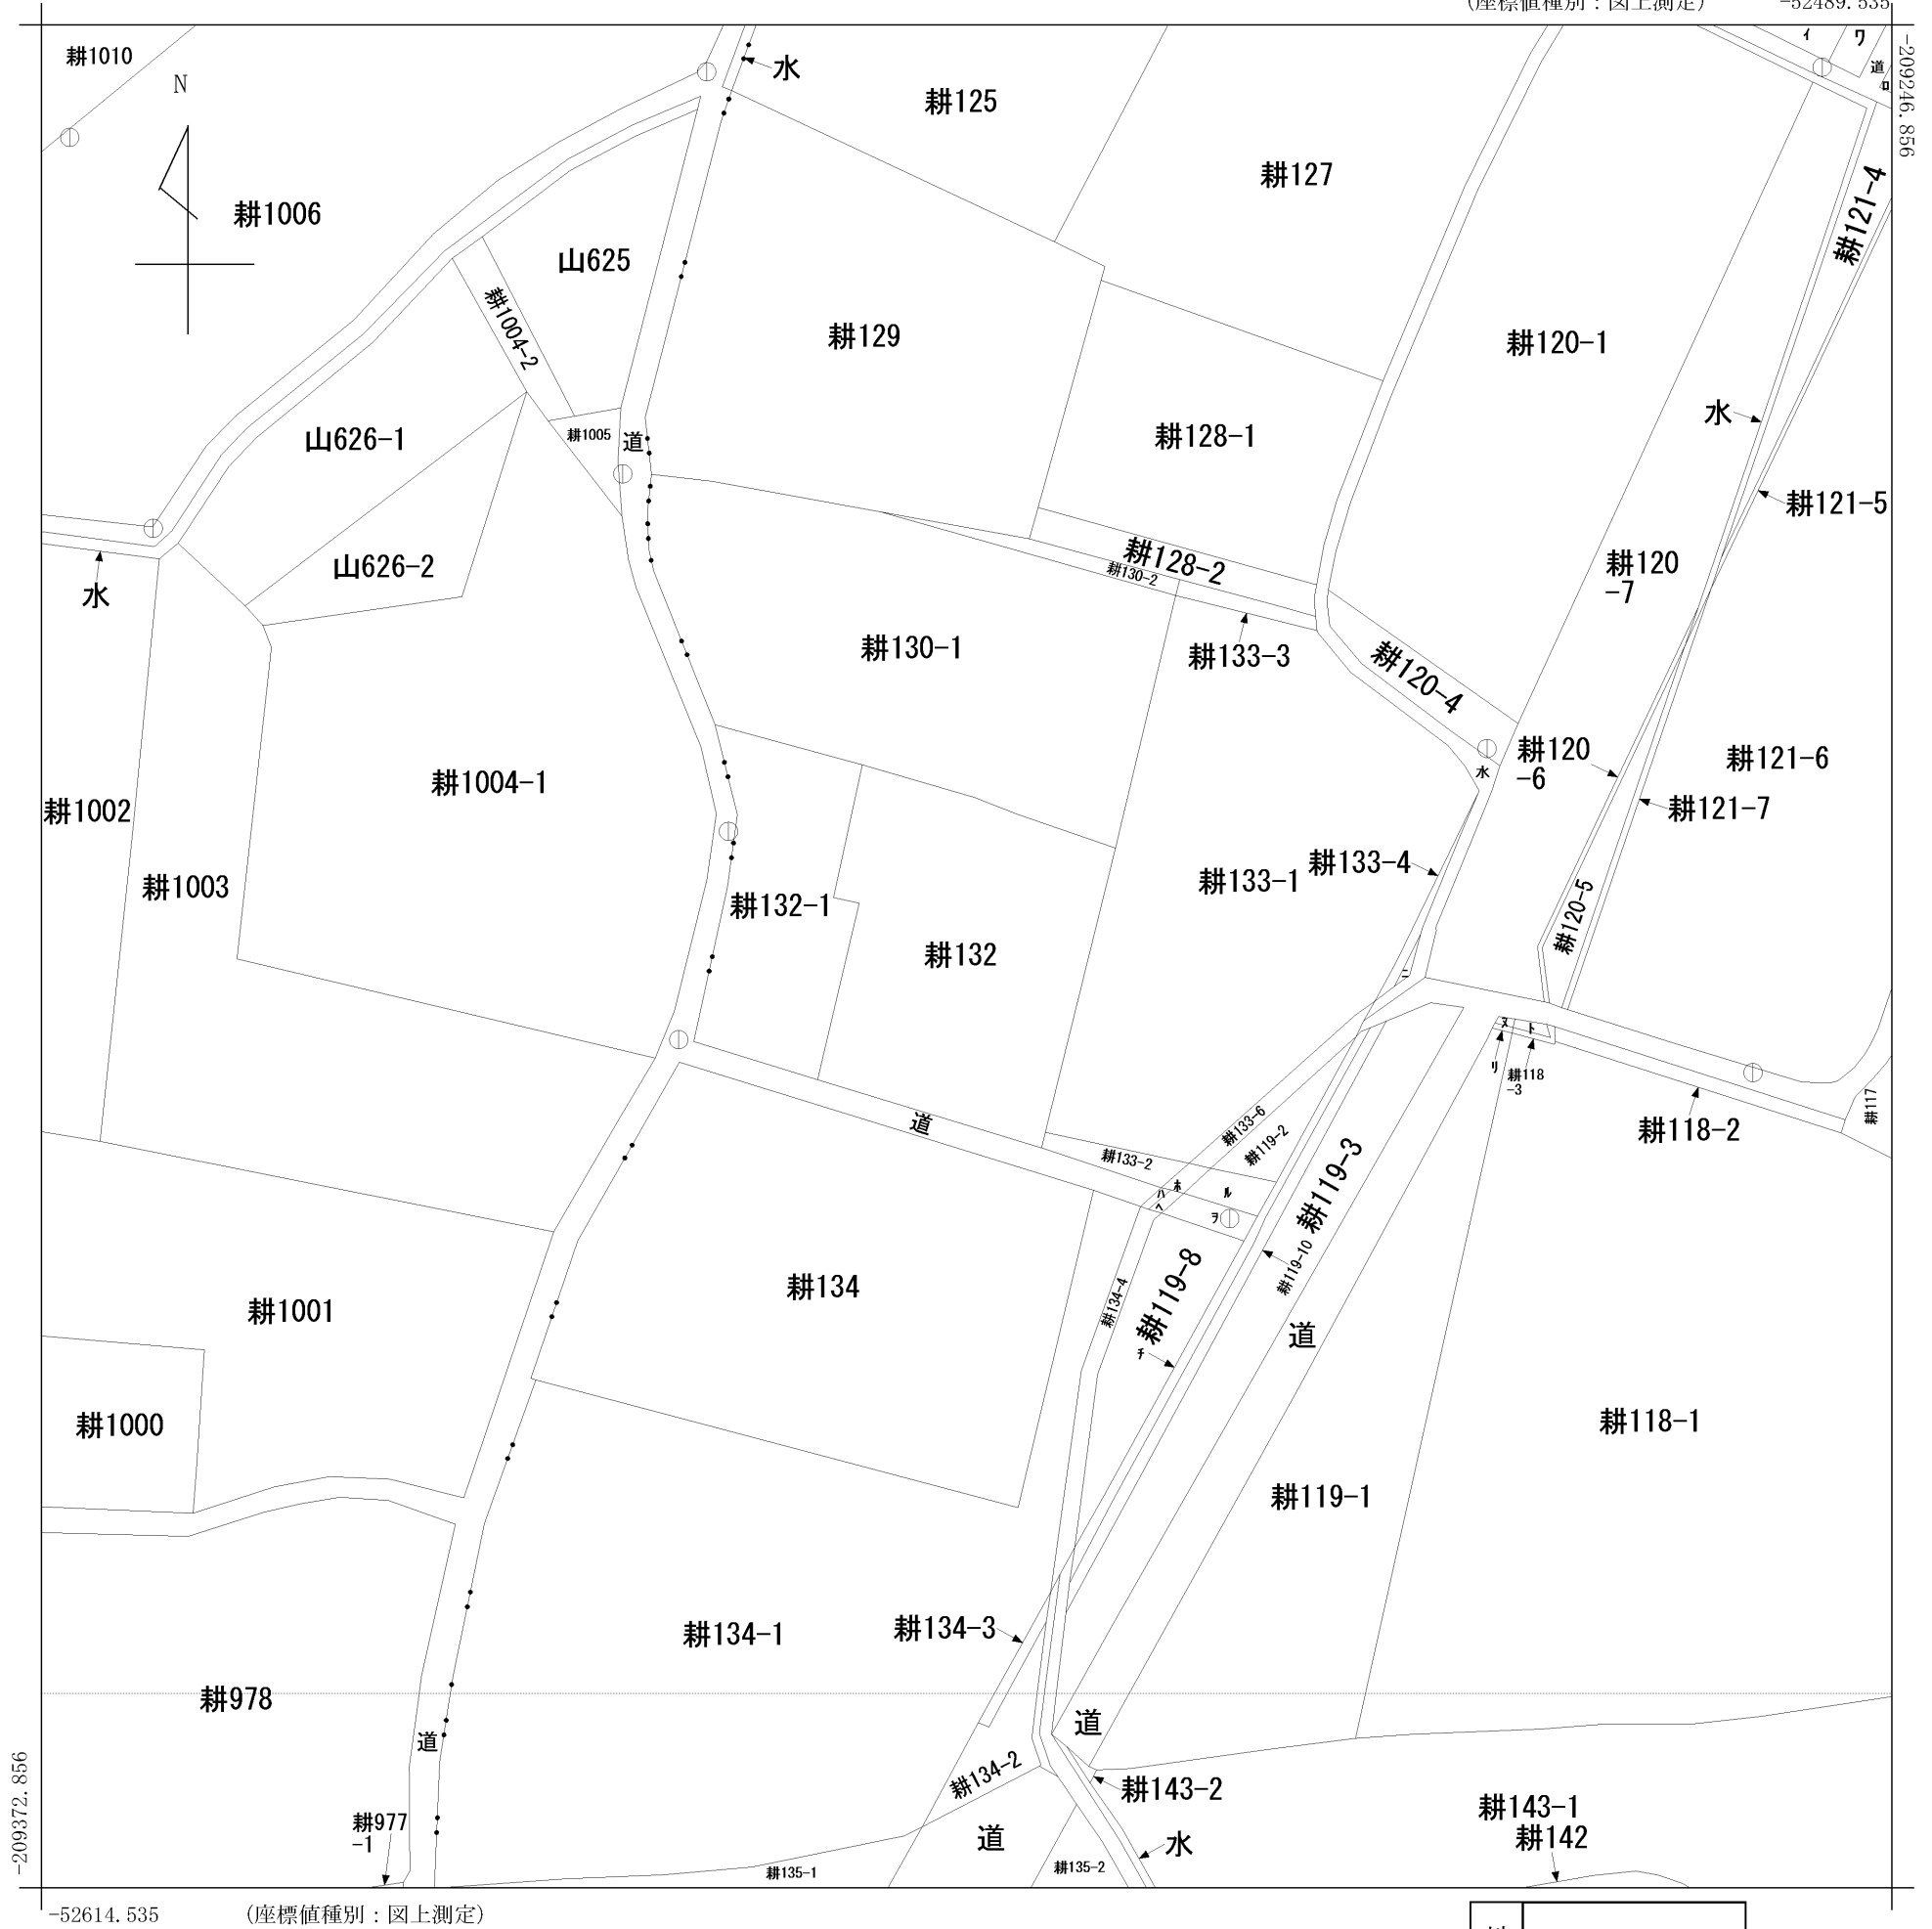 (座標値種別：図上測定)
-52489.535
-209246.856
耕1010
N
水
耕125
イ
ワ
道
ロ
耕127
耕121-4
耕1006
山625
耕1004-2
耕129
耕120-1
水
山626-1
耕1005
道
耕128-1
耕121-5
山626-2
水
耕128-2
耕130-2
耕120
-7
耕130-1
耕133-3
耕120-4
耕120
-6
水
耕121-6
耕1002
耕1004-1
耕121-7
耕1003
耕132-1
耕133-1
耕133-4
耕132
耕120-5
ニ
ヌ
ト
リ
耕118
-3
耕117
耕118-2
道
耕133-6
耕119-2
耕133-2
耕119-3
ハ
ホ
ル
ヘ
ヲ
耕119-10
耕119-8
耕134
耕134-4
耕1001
チ
道
耕1000
耕118-1
耕119-1
耕134-1
耕134-3
耕978
道
道
耕134-2
耕143-2
耕977
-1
耕143-1
耕142
道
水
耕135-1
耕135-2
-209372.856
-52614.535
(座標値種別：図上測定)